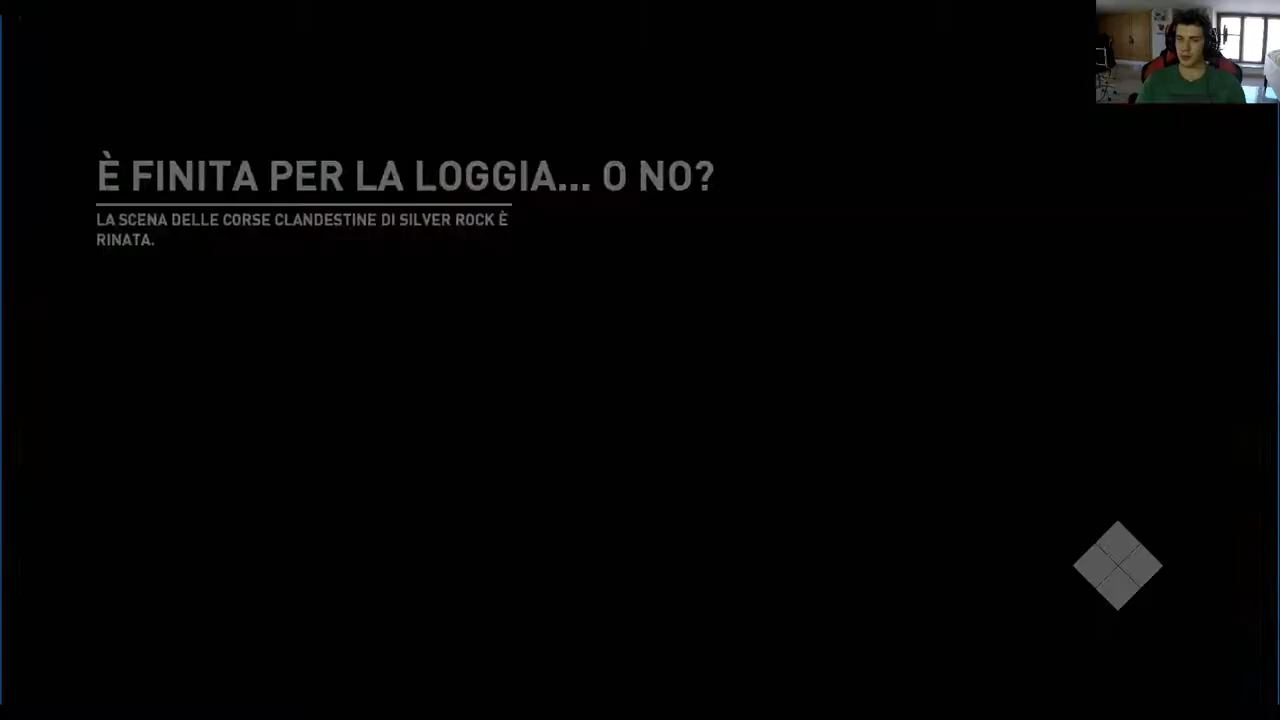 È FINITA PER LA LOGGIA... O NO?
LA SCENA DELLE CORSE CLANDESTINE DI SILVER ROCK È
RINATA.